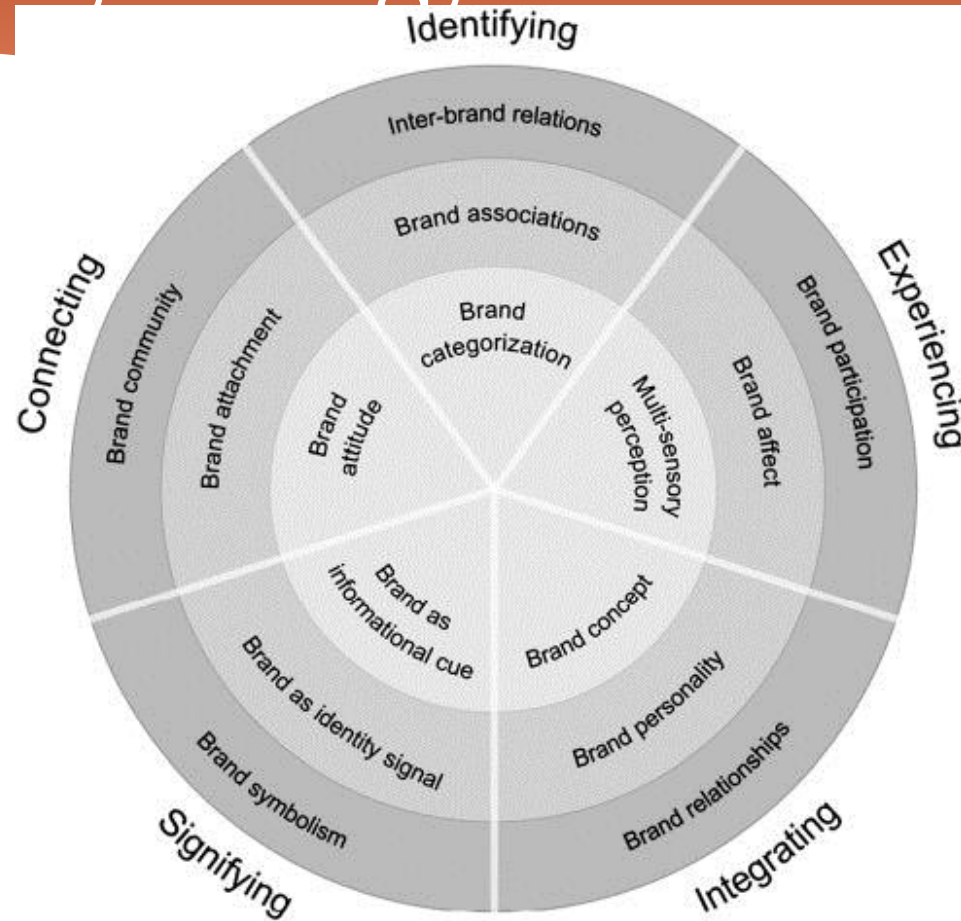 Identifying
Inter-brand relations
Brand associations
Brand
categorization
Experiencing
Brand participation
Brand affect
Multi-sensory
perception
Integrating
Brand relationships
Brand personality
Brand concept
Signifying
Brand symbolism
Brand as identity signal
Brand as
informational cue
Connecting
Brand community
Brand attachment
Brand
attitude